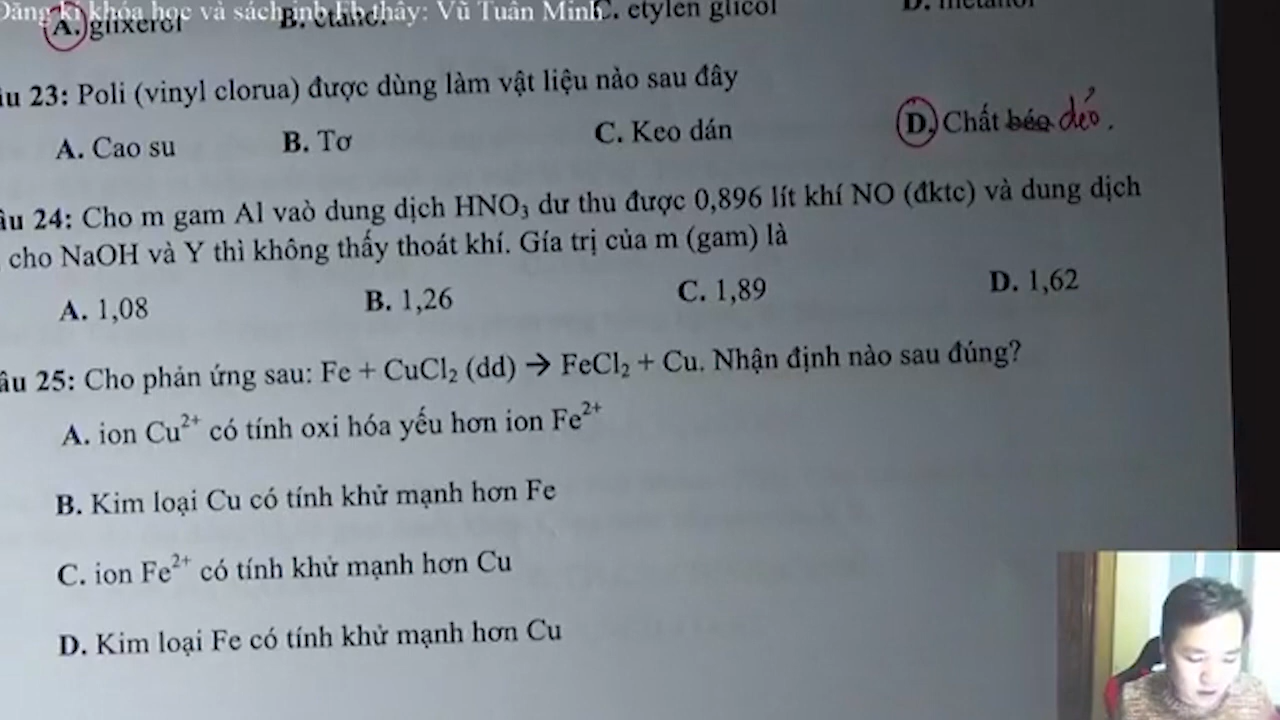 Đăng kí khóa học và sách inb Fb thầy: Vũ Tuấn Minh
A. glixerol B. etanol C. etylen glicol D. metanol
âu 23: Poli (vinyl clorua) được dùng làm vật liệu nào sau đây
A. Cao su B. Tơ C. Keo dán D. Chất béo dẻo.
âu 24: Cho m gam Al vaò dung dịch HNO₃ dư thu được 0,896 lít khí NO (đktc) và dung dịch
cho NaOH và Y thì không thấy thoát khí. Gía trị của m (gam) là
A. 1,08 B. 1,26 C. 1,89 D. 1,62
âu 25: Cho phản ứng sau: Fe + CuCl₂ (dd) → FeCl₂ + Cu. Nhận định nào sau đúng?
A. ion Cu²⁺ có tính oxi hóa yếu hơn ion Fe²⁺
B. Kim loại Cu có tính khử mạnh hơn Fe
C. ion Fe²⁺ có tính khử mạnh hơn Cu
D. Kim loại Fe có tính khử mạnh hơn Cu